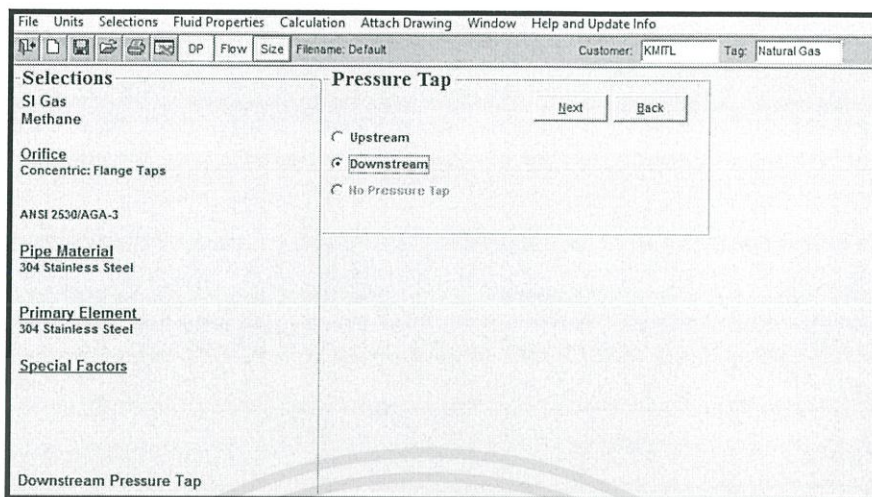 File Units Selections Fluid Properties Calculation Attach Drawing Window Help and Update Info
DP Flow Size Filename: Default Customer: KMITL Tag: Natural Gas
Selections
SI Gas
Methane
Orifice
Concentric: Flange Taps
ANSI 2530/AGA-3
Pipe Material
304 Stainless Steel
Primary Element
304 Stainless Steel
Special Factors
Downstream Pressure Tap
Pressure Tap
Next Back
Upstream
Downstream
No Pressure Tap